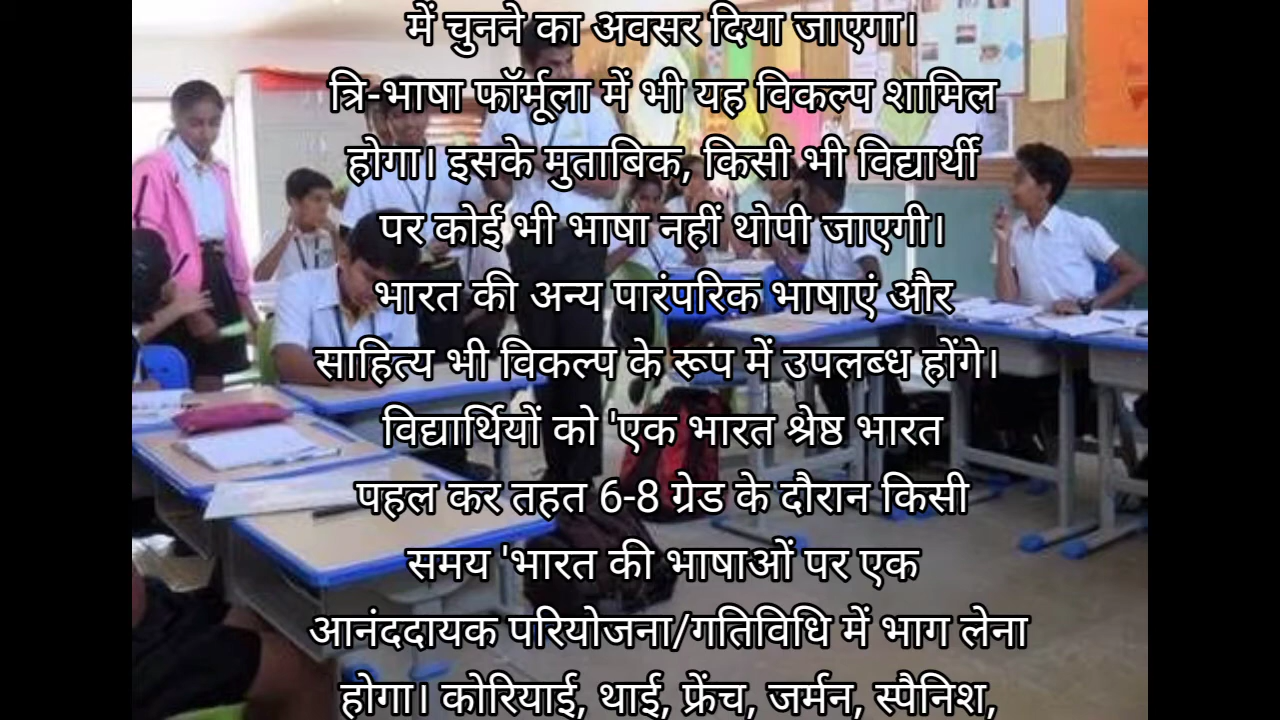 में चुनने का अवसर दिया जाएगा।
त्रि-भाषा फॉर्मूला में भी यह विकल्प शामिल
होगा। इसके मुताबिक, किसी भी विद्यार्थी
पर कोई भी भाषा नहीं थोपी जाएगी।
भारत की अन्य पारंपरिक भाषाएं और
साहित्य भी विकल्प के रूप में उपलब्ध होंगे।
विद्यार्थियों को 'एक भारत श्रेष्ठ भारत
पहल कर तहत 6-8 ग्रेड के दौरान किसी
समय 'भारत की भाषाओं पर एक
आनंददायक परियोजना/गतिविधि में भाग लेना
होगा। कोरियाई, थाई, फ्रेंच, जर्मन, स्पैनिश,